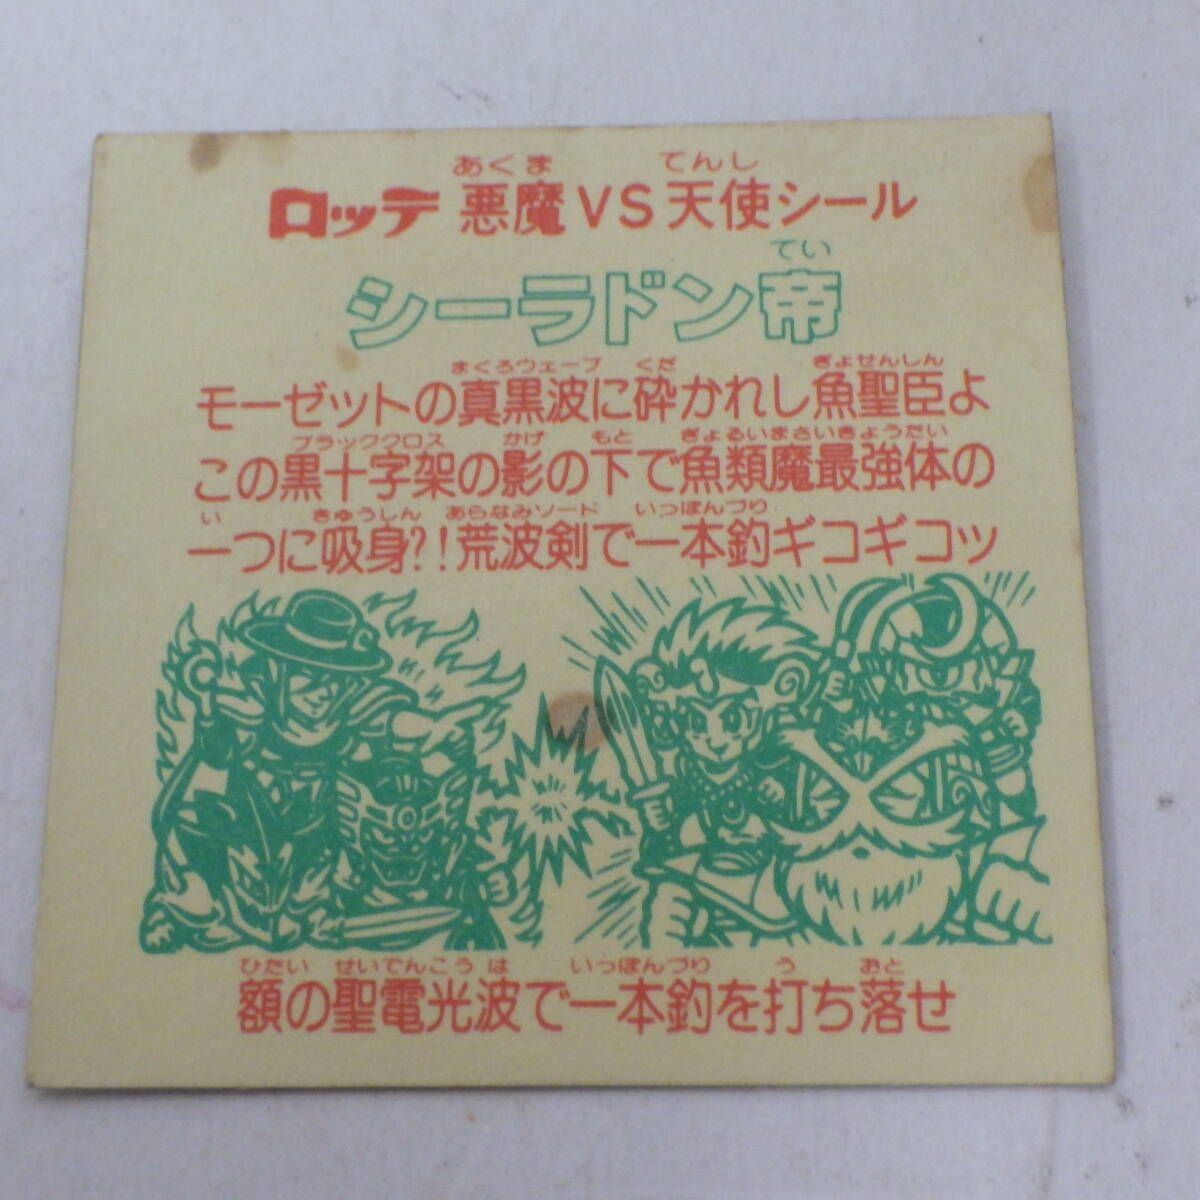 あくま てんし
ロッテ 悪魔VS天使シール
てい
シーラドン帝
まくろウェーブ くだ ぎょせんしん
モーゼットの真黒波に砕かれし魚聖臣よ
ブラッククロス かげ もと ぎょるいまさいきょうたい
この黒十字架の影の下で魚類魔最強体の
い きゅうしん あらなみソード いっぽんづり
一つに吸身?!荒波剣で一本釣ギコギコッ
ひたい せいでんこう は いっぽんづり う おと
額の聖電光波で一本釣を打ち落せ